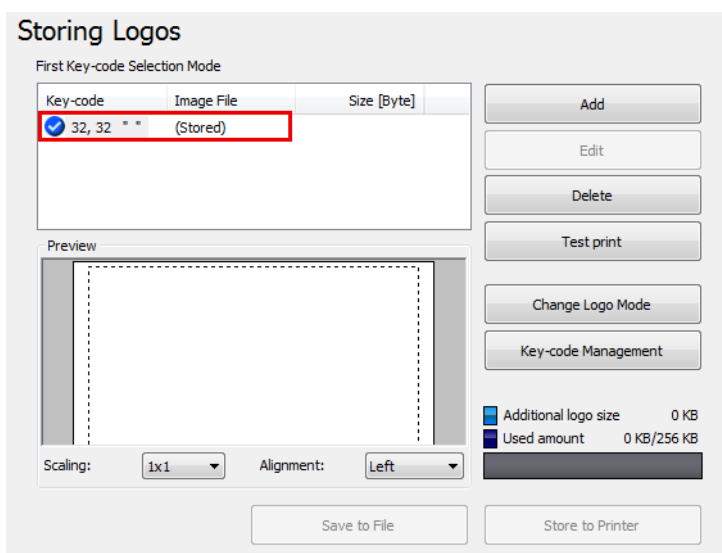 Storing Logos
First Key-code Selection Mode
Key-code Image File Size [Byte]
32, 32 " " (Stored)
Add
Edit
Delete
Test print
Preview
Change Logo Mode
Key-code Management
Additional logo size 0 KB
Used amount 0 KB/256 KB
Scaling: 1x1 Alignment: Left
Save to File Store to Printer